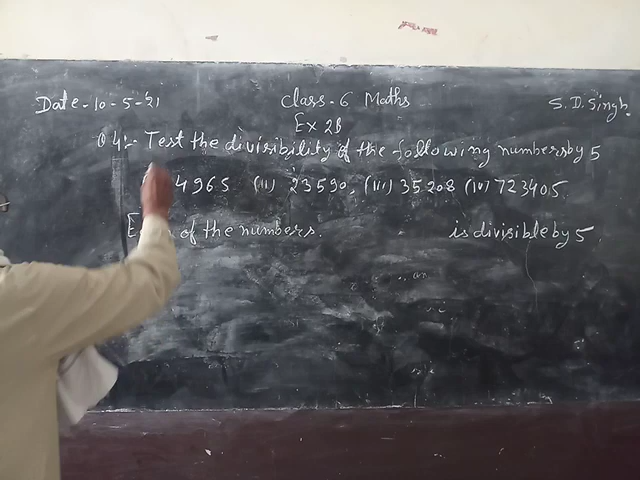 Date-10-5-21 Class-6 Maths S.D.Singh.
Ex 2B
Q4:- Test the divisibility of the following numbers by 5
4965 (ii) 23590, (iii) 35208 (iv) 723405.
of the numbers. is divisible by 5